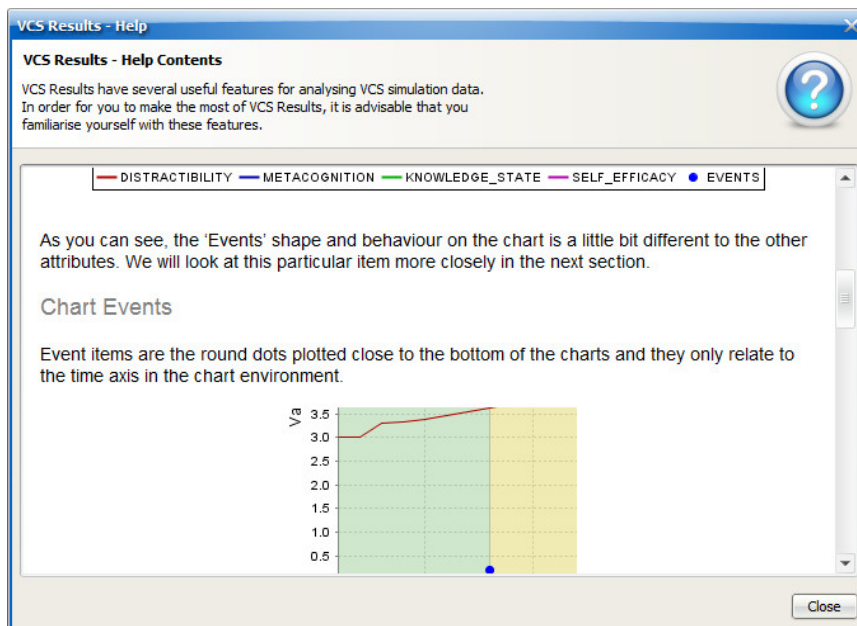 VCS Results - Help
VCS Results - Help Contents
VCS Results have several useful features for analysing VCS simulation data.
In order for you to make the most of VCS Results, it is advisable that you
familiarise yourself with these features.
DISTRACTIBILITY METACOGNITION KNOWLEDGE_STATE SELF_EFFICACY EVENTS
As you can see, the ‘Events’ shape and behaviour on the chart is a little bit different to the other
attributes. We will look at this particular item more closely in the next section.
Chart Events
Event items are the round dots plotted close to the bottom of the charts and they only relate to
the time axis in the chart environment.
Va
3.5
3.0
2.5
2.0
1.5
1.0
0.5
Close